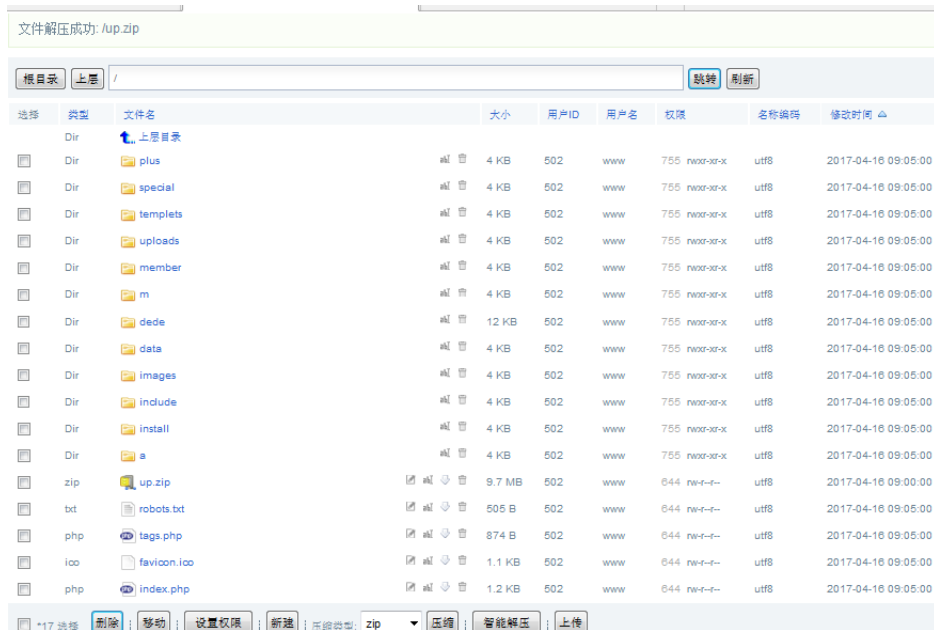 文件解压成功: /up.zip
根目录 上层 / 跳转 刷新
选择 类型 文件名 大小 用户ID 用户名 权限 名称编码 修改时间
Dir 上层目录
Dir plus 4 KB 502 www 755 rwxr-xr-x utf8 2017-04-16 09:05:00
Dir special 4 KB 502 www 755 rwxr-xr-x utf8 2017-04-16 09:05:00
Dir templets 4 KB 502 www 755 rwxr-xr-x utf8 2017-04-16 09:05:00
Dir uploads 4 KB 502 www 755 rwxr-xr-x utf8 2017-04-16 09:05:00
Dir member 4 KB 502 www 755 rwxr-xr-x utf8 2017-04-16 09:05:00
Dir m 4 KB 502 www 755 rwxr-xr-x utf8 2017-04-16 09:05:00
Dir dede 12 KB 502 www 755 rwxr-xr-x utf8 2017-04-16 09:05:00
Dir data 4 KB 502 www 755 rwxr-xr-x utf8 2017-04-16 09:05:00
Dir images 4 KB 502 www 755 rwxr-xr-x utf8 2017-04-16 09:05:00
Dir include 4 KB 502 www 755 rwxr-xr-x utf8 2017-04-16 09:05:00
Dir install 4 KB 502 www 755 rwxr-xr-x utf8 2017-04-16 09:05:00
Dir a 4 KB 502 www 755 rwxr-xr-x utf8 2017-04-16 09:05:00
zip up.zip 9.7 MB 502 www 644 rw-r--r-- utf8 2017-04-16 09:00:00
txt robots.txt 505 B 502 www 644 rw-r--r-- utf8 2017-04-16 09:05:00
php tags.php 874 B 502 www 644 rw-r--r-- utf8 2017-04-16 09:05:00
ico favicon.ico 1.1 KB 502 www 644 rw-r--r-- utf8 2017-04-16 09:05:00
php index.php 1.2 KB 502 www 644 rw-r--r-- utf8 2017-04-16 09:05:00
*17 选择 删除 移动 设置权限 新建 压缩类型: zip 压缩 智能解压 上传